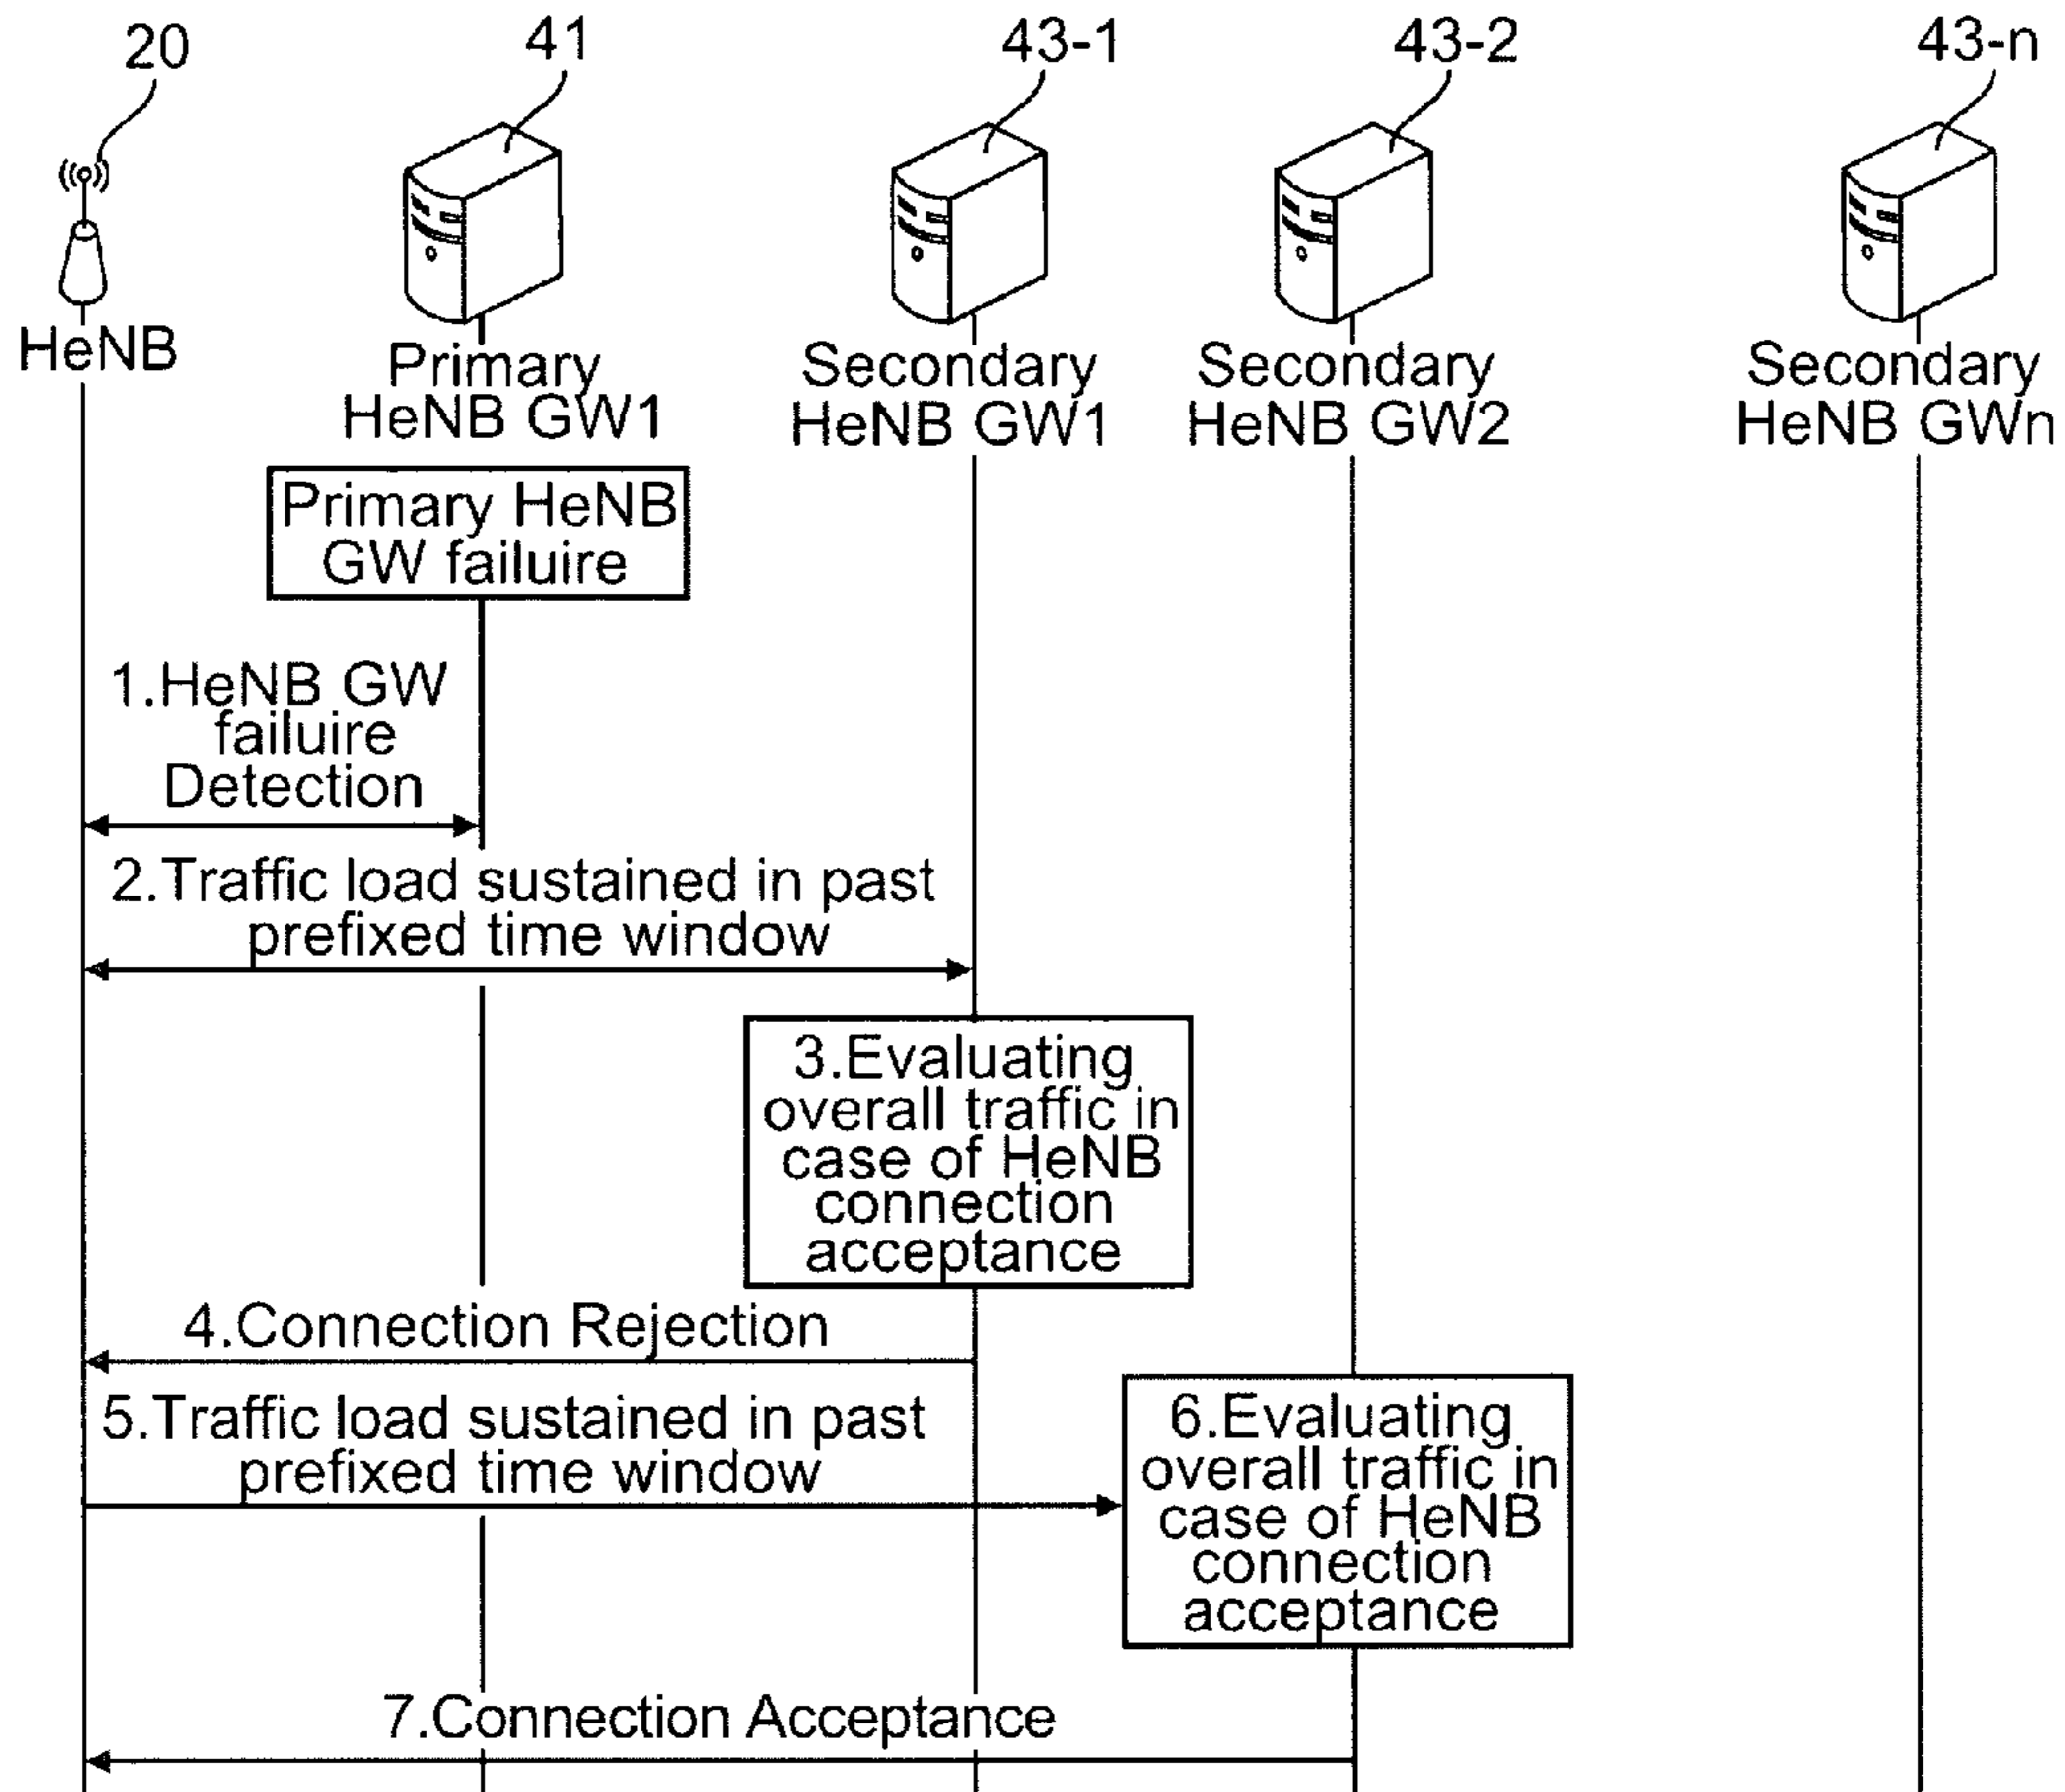 20
41
43-1
43-2
43-n
HeNB
Primary
HeNB GW1
Secondary
HeNB GW1
Secondary
HeNB GW2
Secondary
HeNB GWn
Primary HeNB
GW failuire
1.HeNB GW
failuire
Detection
2.Traffic load sustained in past
prefixed time window
3.Evaluating
overall traffic in
case of HeNB
connection
acceptance
4.Connection Rejection
5.Traffic load sustained in past
prefixed time window
6.Evaluating
overall traffic in
case of HeNB
connection
acceptance
7.Connection Acceptance